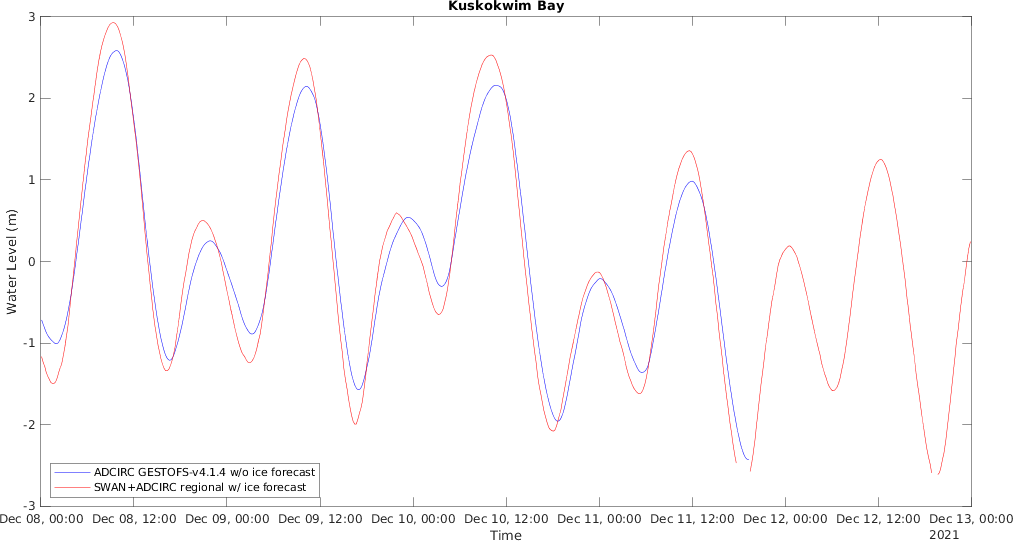 Kuskokwim Bay
3
2
1
0
-1
-2
-3
Water Level (m)
ADCIRC GESTOFS-v4.1.4 w/o ice forecast
SWAN+ADCIRC regional w/ ice forecast
Dec 08, 00:00 Dec 08, 12:00 Dec 09, 00:00 Dec 09, 12:00 Dec 10, 00:00 Dec 10, 12:00 Dec 11, 00:00 Dec 11, 12:00 Dec 12, 00:00 Dec 12, 12:00 Dec 13, 00:00
Time
2021